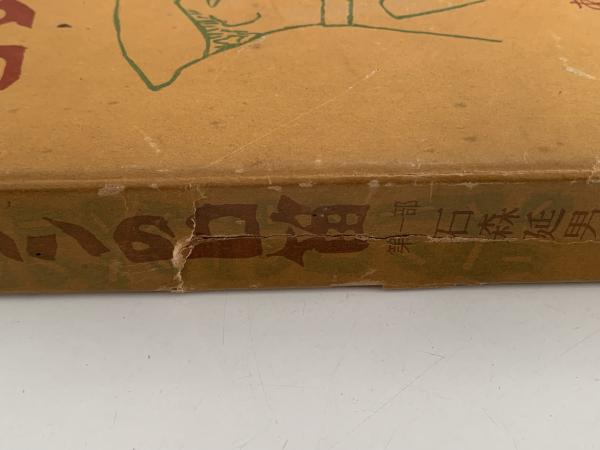 ンの口笛
第一部
石森延男